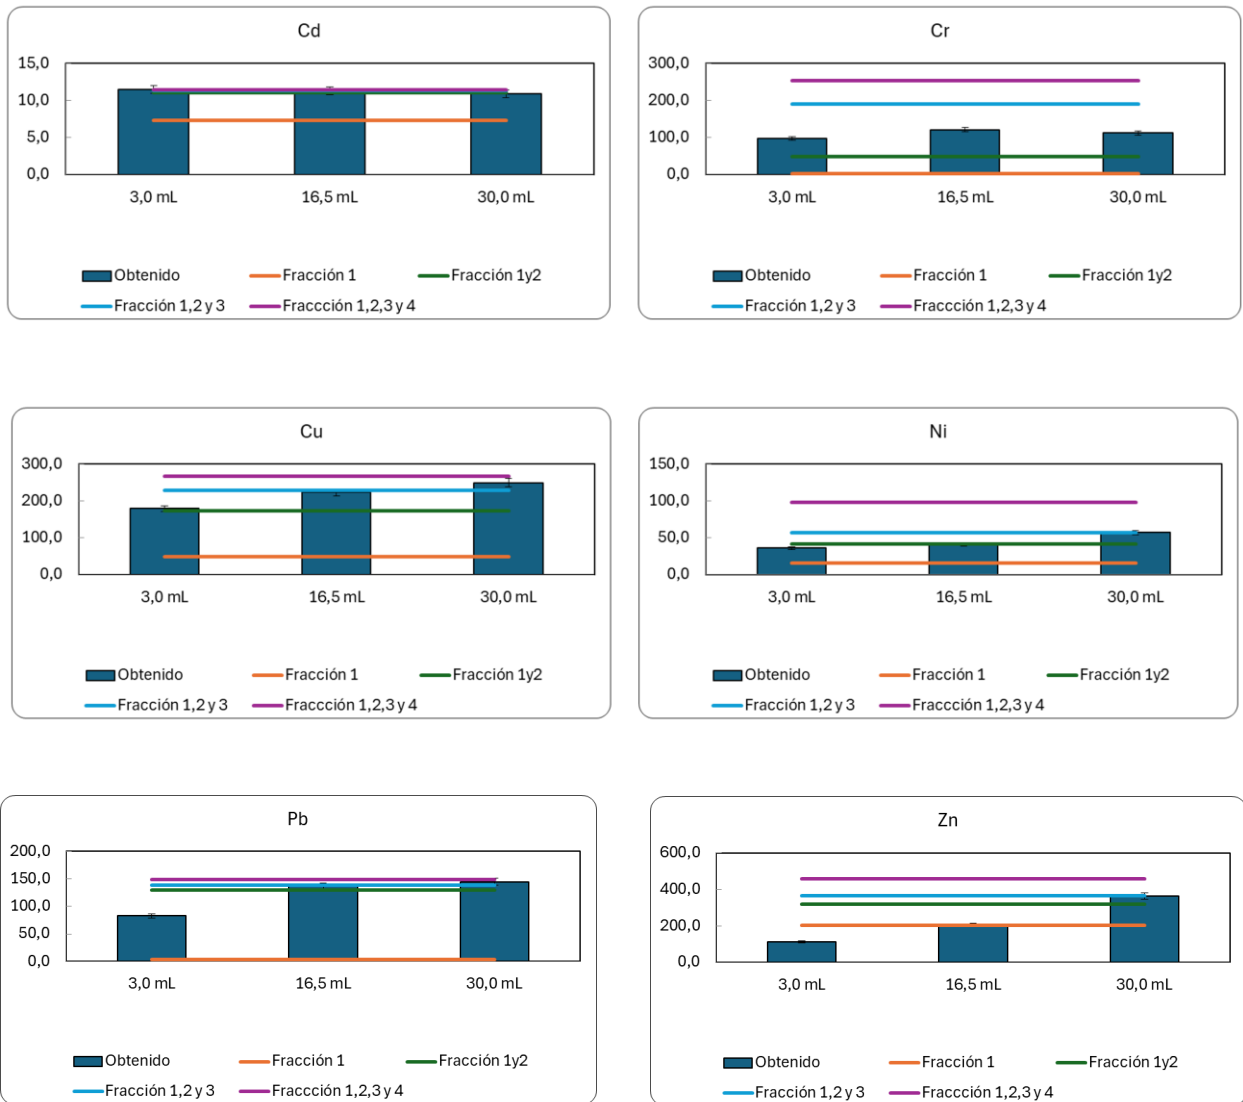 Cd
15,0
10,0
5,0
0,0
3,0 mL 16,5 mL 30,0 mL
Obtenido Fracción 1 Fracción 1y2
Fracción 1,2 y 3 Fraccción 1,2,3 y 4
Cr
300,0
200,0
100,0
0,0
3,0 mL 16,5 mL 30,0 mL
Obtenido Fracción 1 Fracción 1y2
Fracción 1,2 y 3 Fraccción 1,2,3 y 4
Cu
300,0
200,0
100,0
0,0
3,0 mL 16,5 mL 30,0 mL
Obtenido Fracción 1 Fracción 1y2
Fracción 1,2 y 3 Fraccción 1,2,3 y 4
Ni
150,0
100,0
50,0
0,0
3,0 mL 16,5 mL 30,0 mL
Obtenido Fracción 1 Fracción 1y2
Fracción 1,2 y 3 Fraccción 1,2,3 y 4
Pb
200,0
150,0
100,0
50,0
0,0
3,0 mL 16,5 mL 30,0 mL
Obtenido Fracción 1 Fracción 1y2
Fracción 1,2 y 3 Fraccción 1,2,3 y 4
Zn
600,0
400,0
200,0
0,0
3,0 mL 16,5 mL 30,0 mL
Obtenido Fracción 1 Fracción 1y2
Fracción 1,2 y 3 Fraccción 1,2,3 y 4